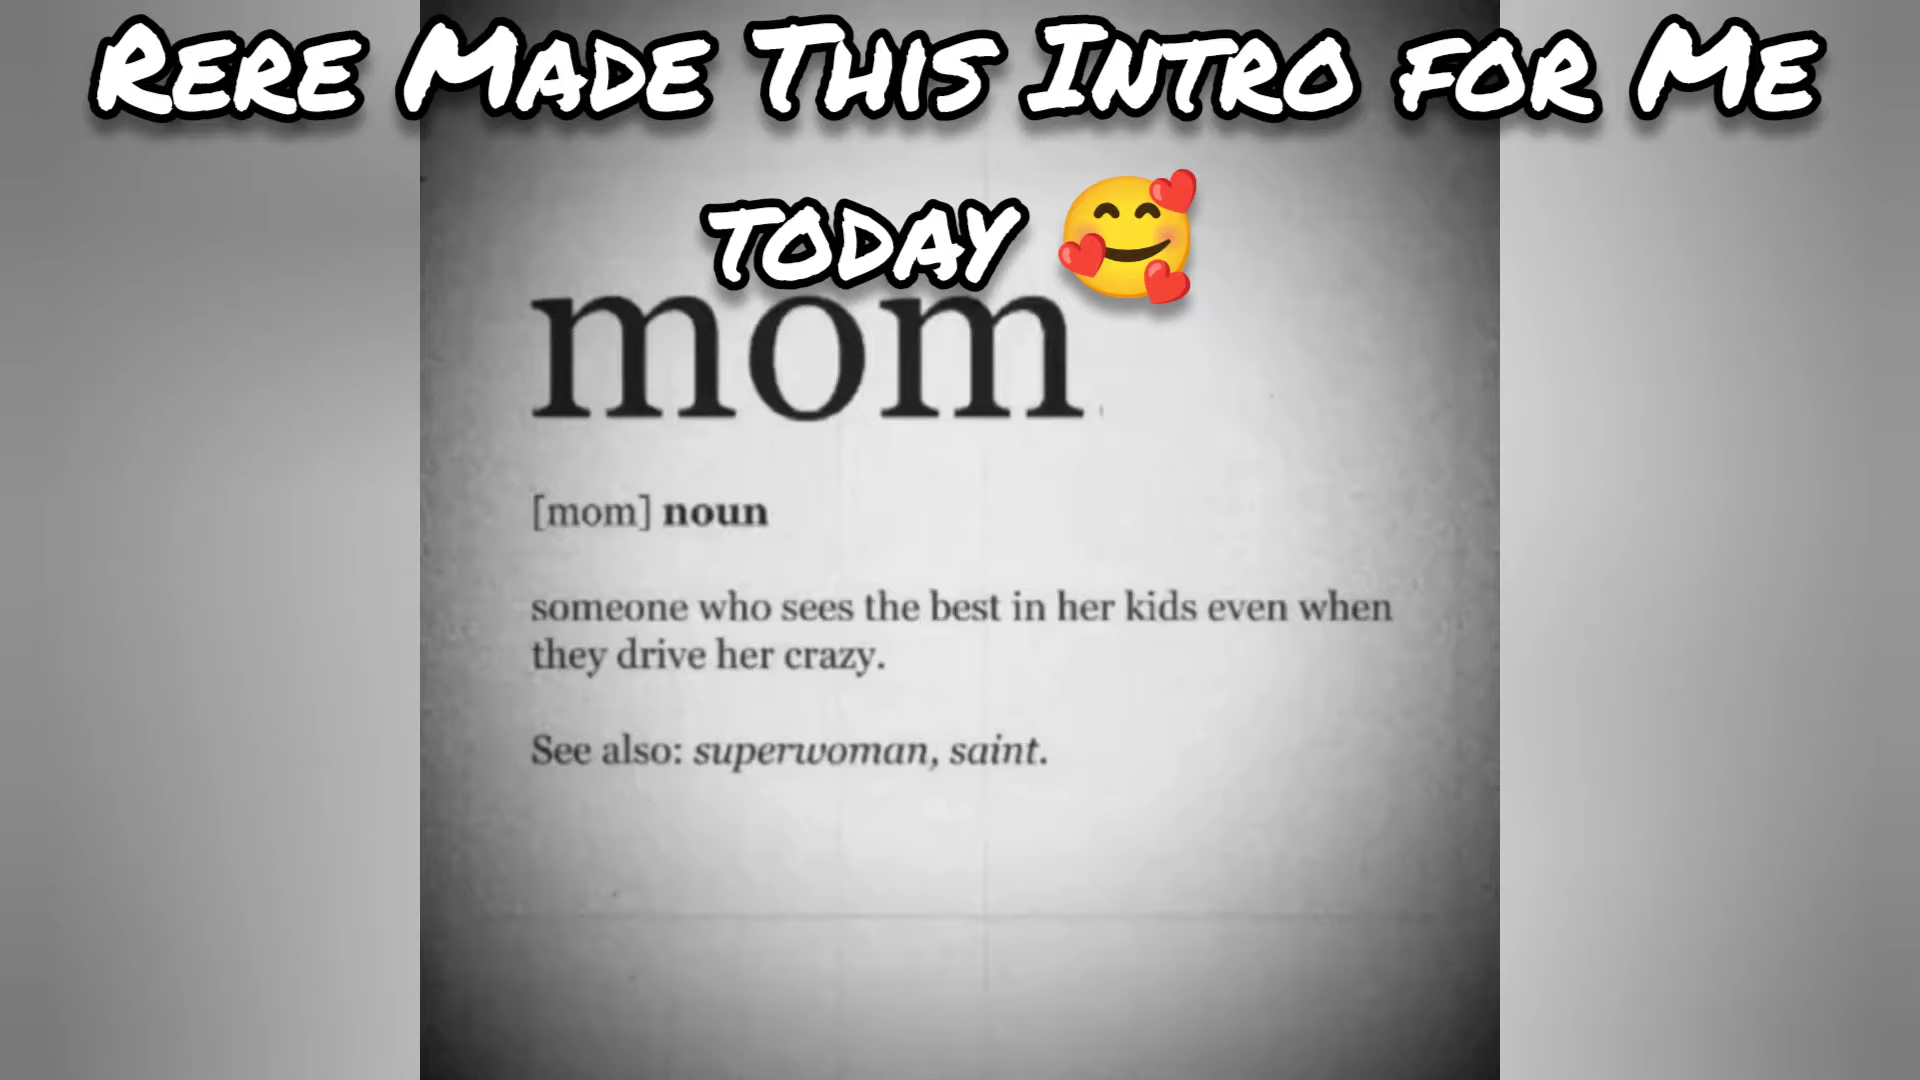 Rere Made This Intro for Me
today 🥰
mom
[mom] noun
someone who sees the best in her kids even when
they drive her crazy.
See also: superwoman, saint.